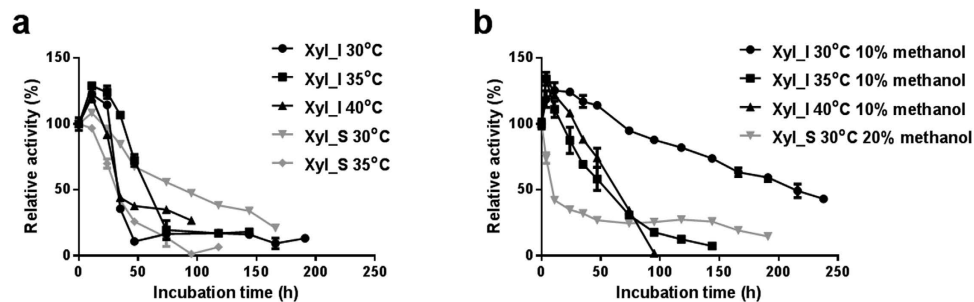 a
Relative activity (%)
150
100
50
0
0 50 100 150 200 250
Incubation time (h)
Xyl_I 30°C
Xyl_I 35°C
Xyl_I 40°C
Xyl_S 30°C
Xyl_S 35°C
b
Relative activity (%)
150
100
50
0
0 50 100 150 200 250
Incubation time (h)
Xyl_I 30°C 10% methanol
Xyl_I 35°C 10% methanol
Xyl_I 40°C 10% methanol
Xyl_S 30°C 20% methanol